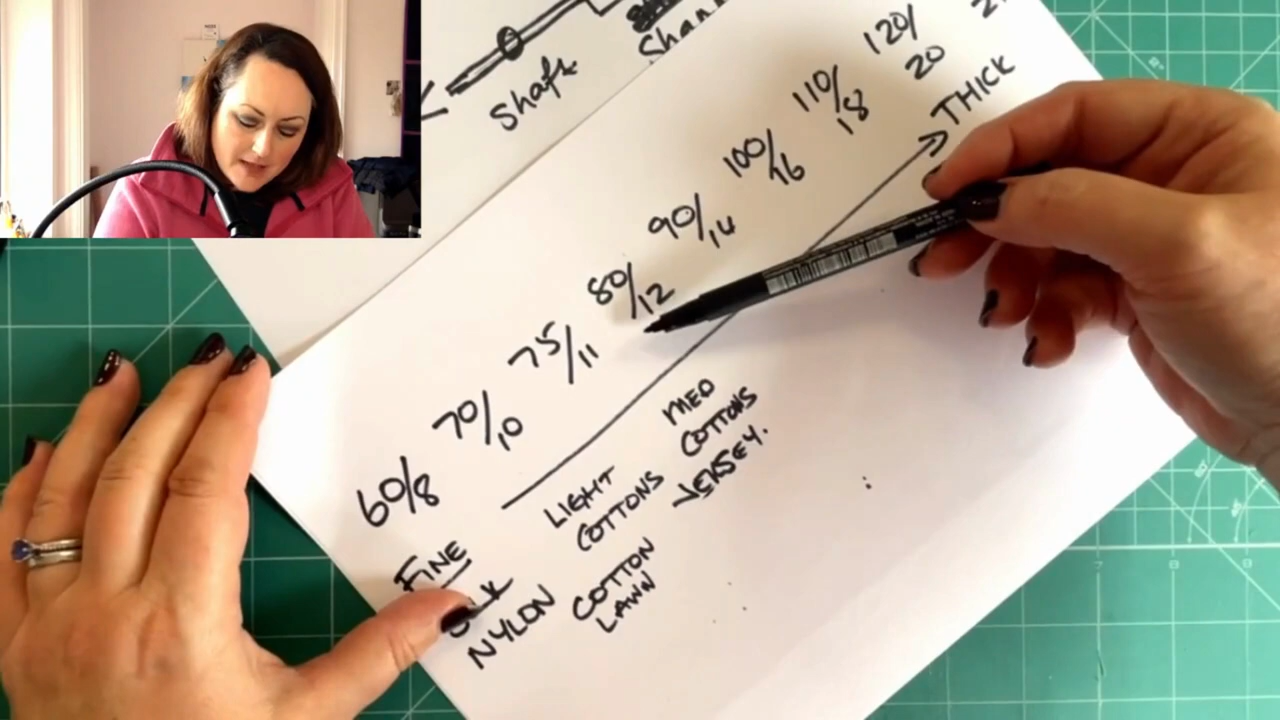 Shaft
Shan
60/8
70/10
75/11
80/12
90/14
100/16
110/18
120/
20
THICK
FINE
NYLON
LIGHT
COTTONS
COTTON
LAWN
MED
COTTONS
JERSEY.